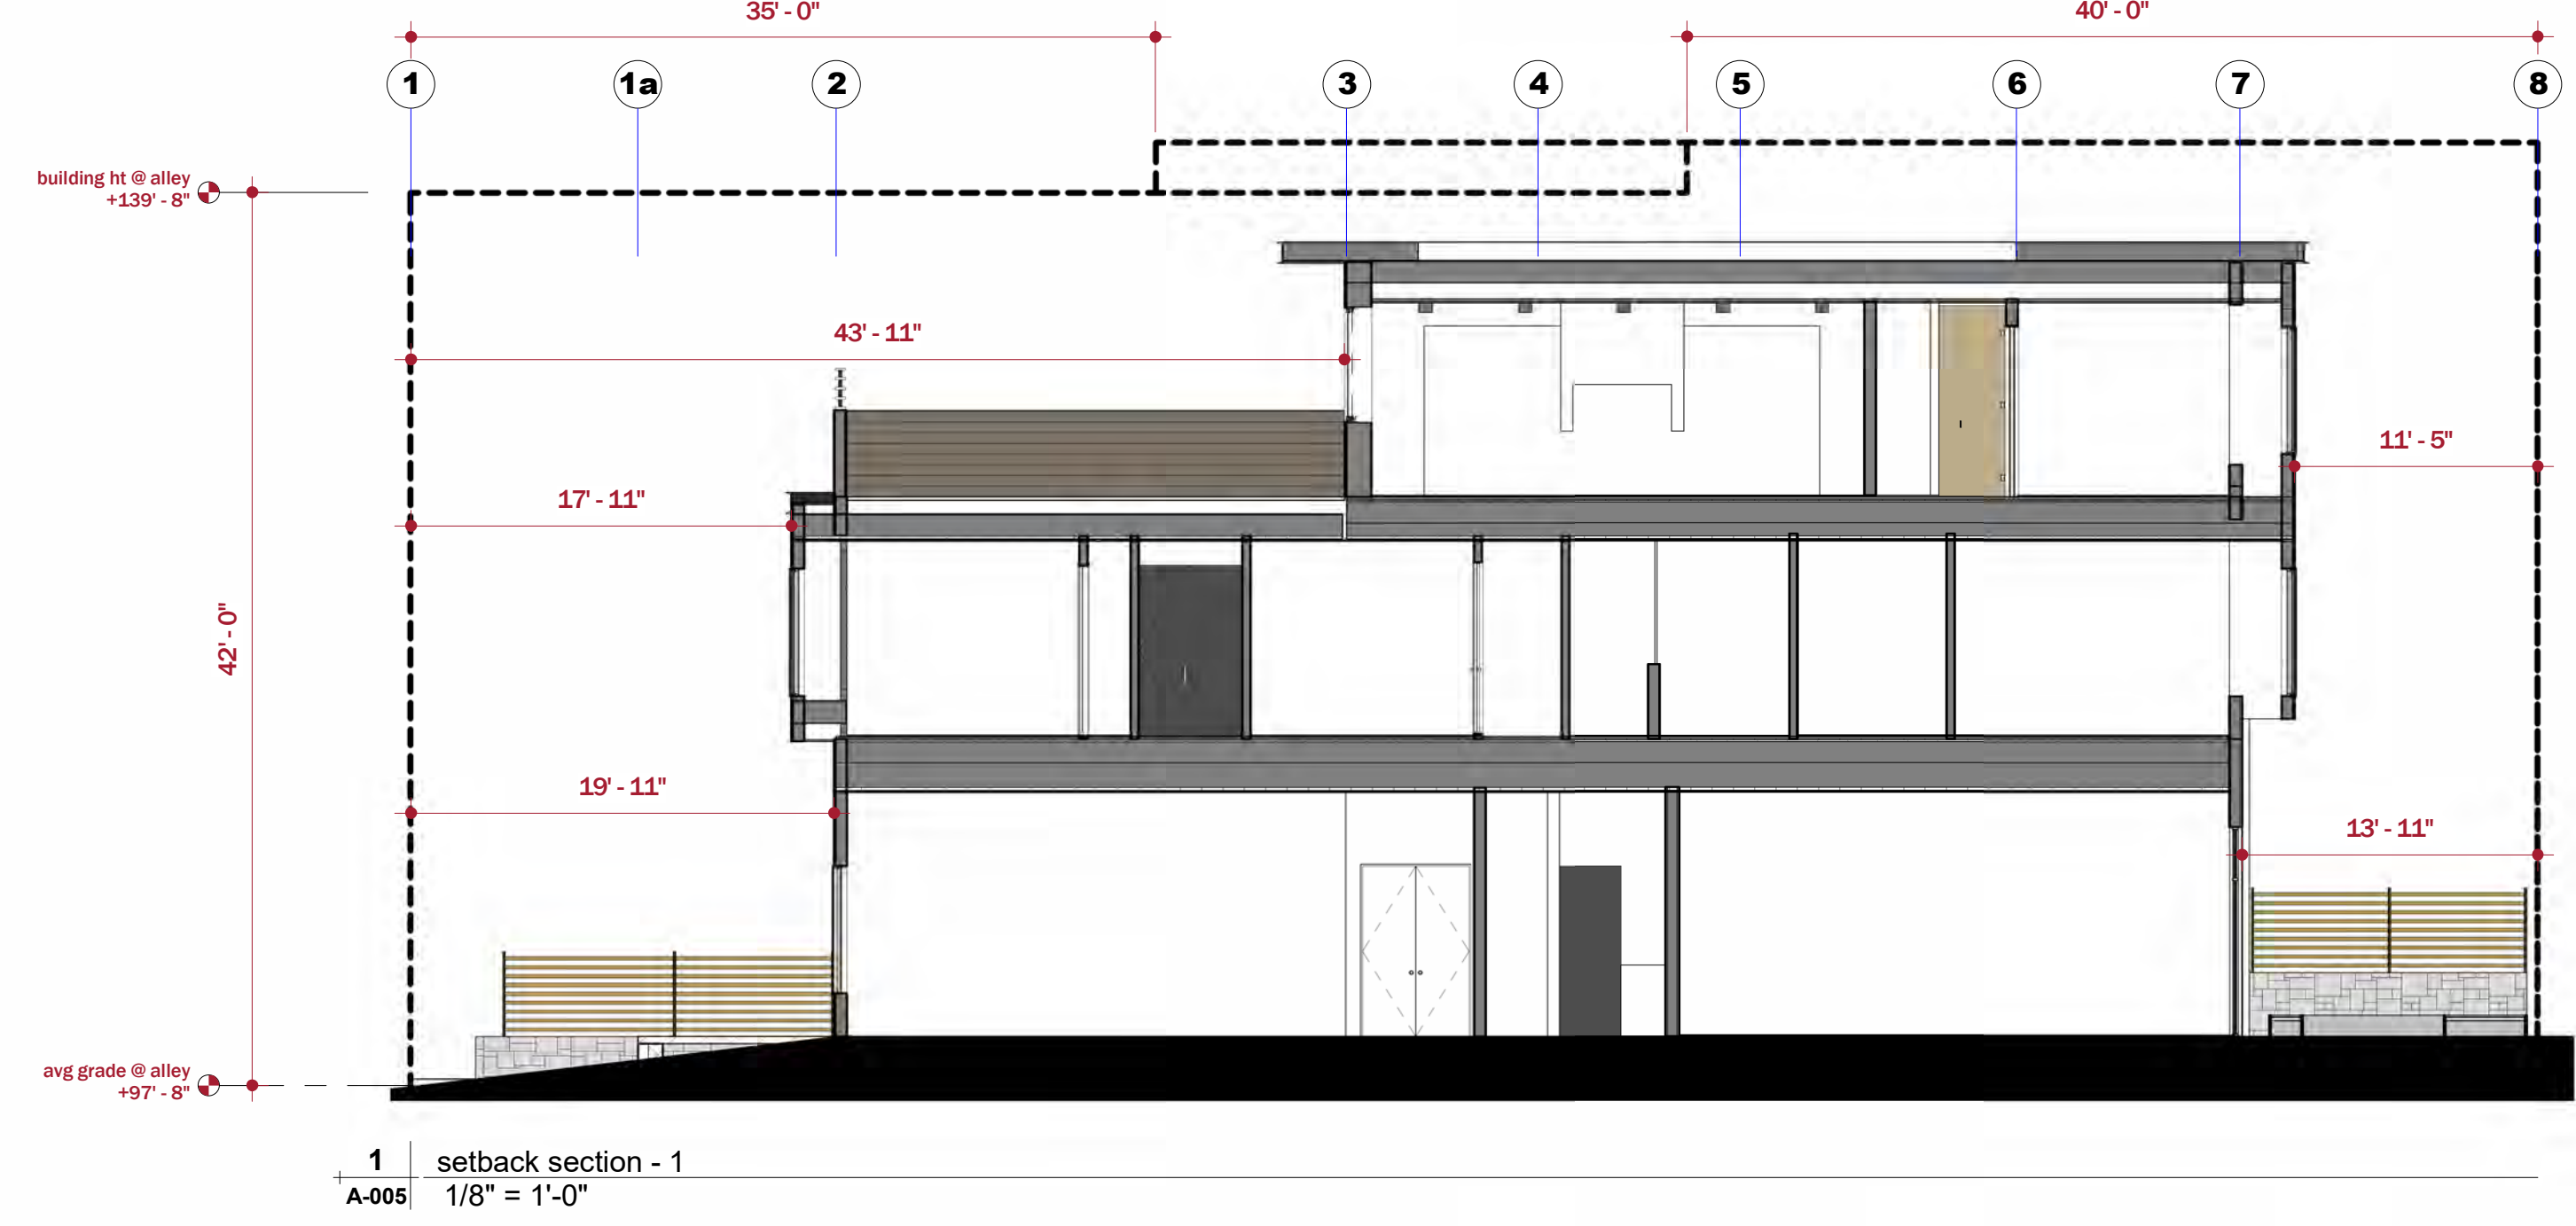 35' - 0"
40' - 0"
1
1a
2
3
4
5
6
7
8
building ht @ alley
+139' - 8"
43' - 11"
11' - 5"
17' - 11"
42' - 0"
19' - 11"
13' - 11"
avg grade @ alley
+97' - 8"
1
setback section - 1
A-005
1/8" = 1'-0"